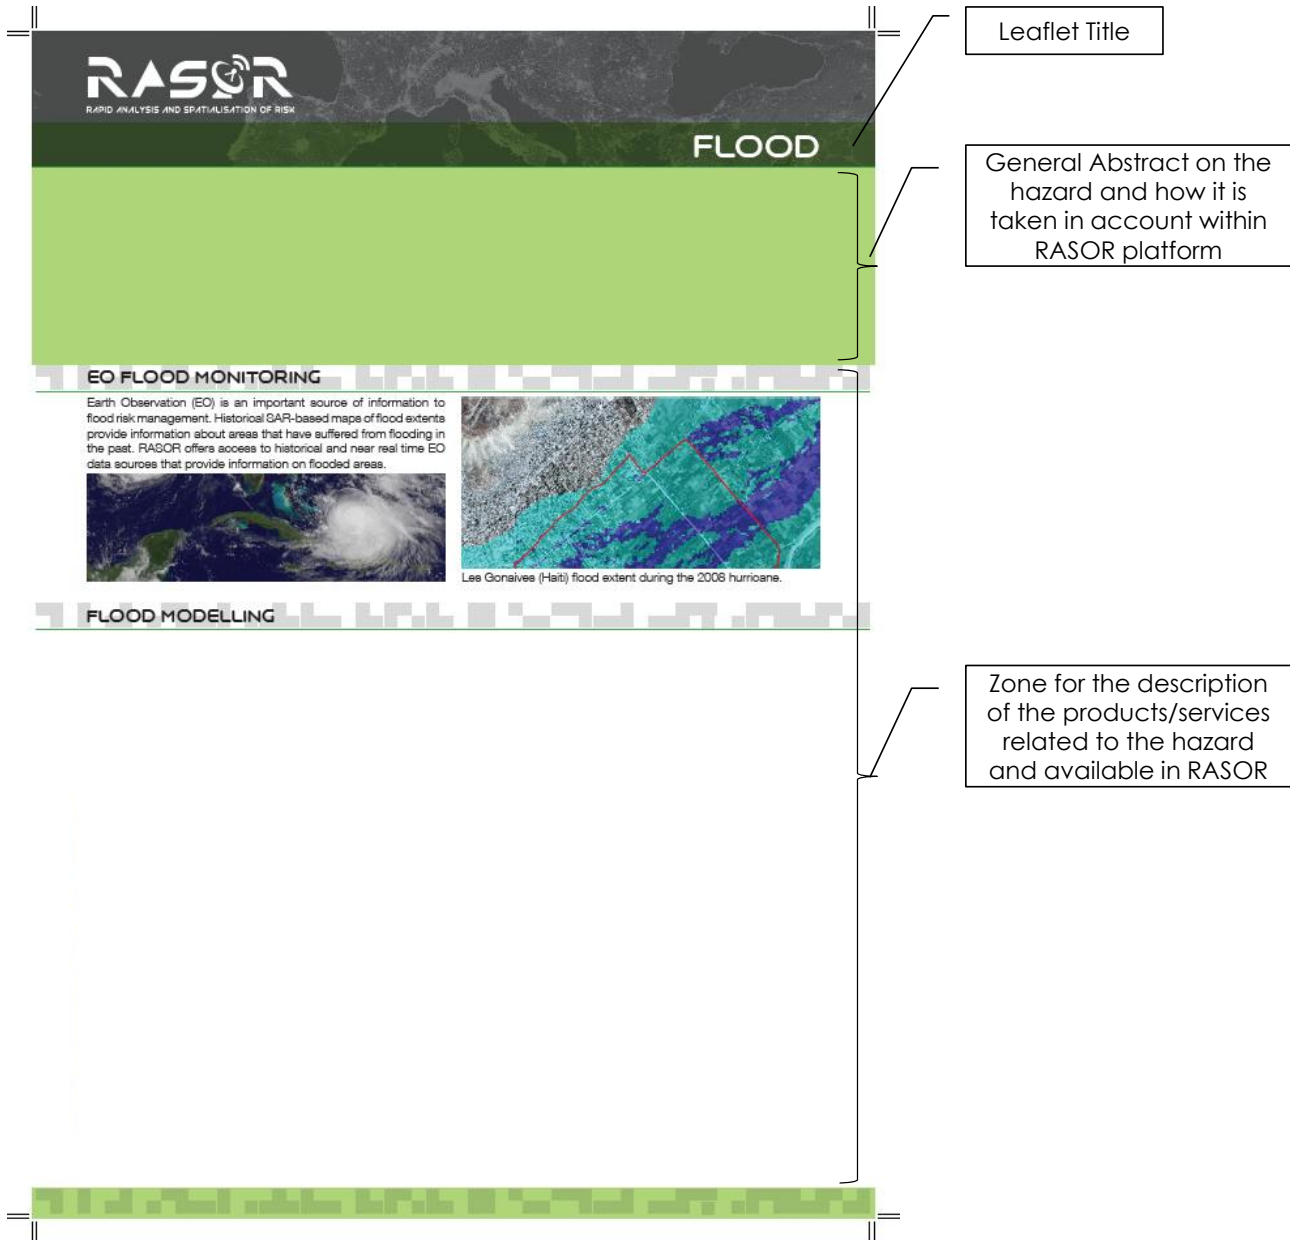 RASOR
RAPID ANALYSIS AND SPATIALISATION OF RISK
FLOOD
EO FLOOD MONITORING
Earth Observation (EO) is an important source of information to
flood risk management. Historical SAR-based maps of flood extents
provide information about areas that have suffered from flooding in
the past. RASOR offers access to historical and near real time EO
data sources that provide information on flooded areas.
Les Gonaives (Haiti) flood extent during the 2008 hurricane.
FLOOD MODELLING
Leaflet Title
General Abstract on the
hazard and how it is
taken in account within
RASOR platform
Zone for the description
of the products/services
related to the hazard
and available in RASOR